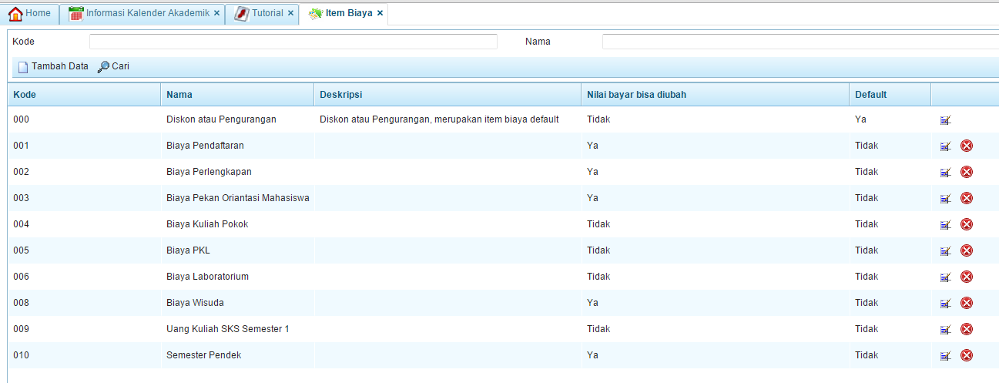 Home Informasi Kalender Akademik Tutorial Item Biaya
Kode Nama
Tambah Data Cari
Kode Nama Deskripsi Nilai bayar bisa diubah Default
000 Diskon atau Pengurangan Diskon atau Pengurangan, merupakan item biaya default Tidak Ya
001 Biaya Pendaftaran Ya Tidak
002 Biaya Perlengkapan Ya Tidak
003 Biaya Pekan Oriantasi Mahasiswa Ya Tidak
004 Biaya Kuliah Pokok Tidak Tidak
005 Biaya PKL Tidak Tidak
006 Biaya Laboratorium Tidak Tidak
008 Biaya Wisuda Ya Tidak
009 Uang Kuliah SKS Semester 1 Tidak Tidak
010 Semester Pendek Ya Tidak